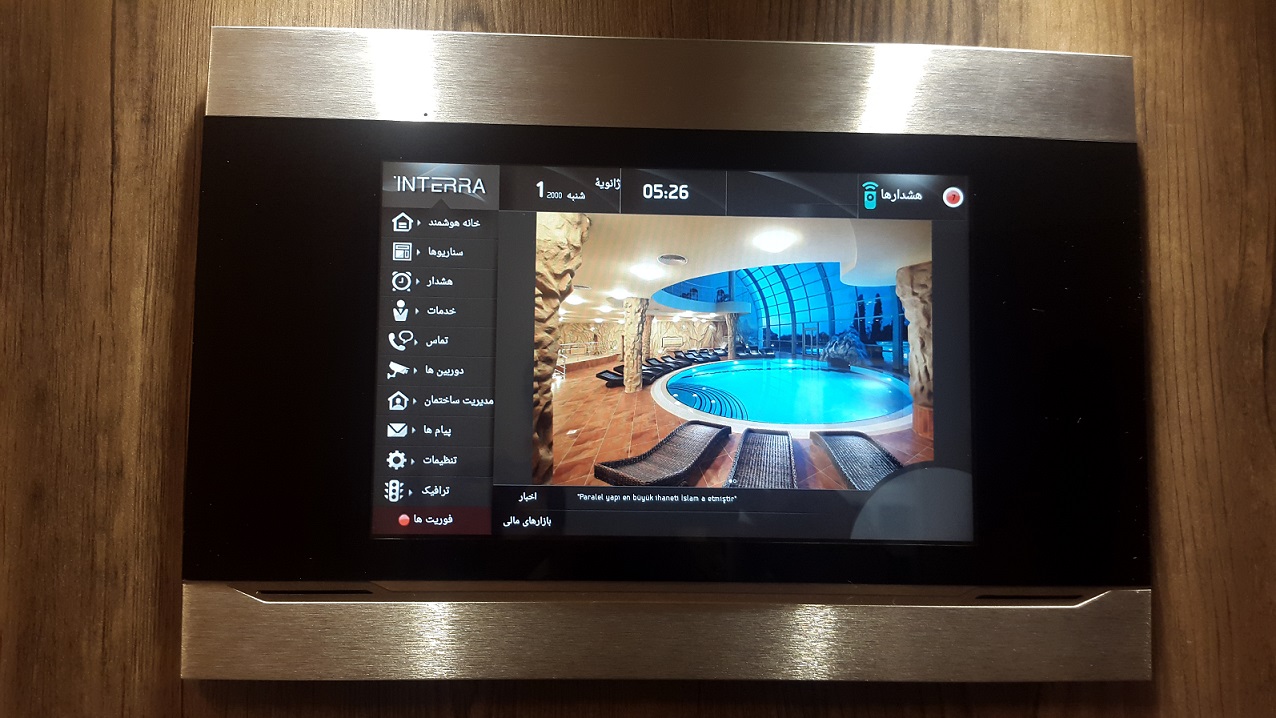 INTERRA
1 2000 شنبه ژانویهٔ
05:26
هشدارها
خانه هوشمند
سناریوها
هشدار
خدمات
تماس
دوربین ها
مدیریت ساختمان
پیام ها
تنظیمات
ترافیک
فوریت ها
اخبار
"Paralel yapı en büyük ihaneti İslam a etmiştir"
بازارهای مالی